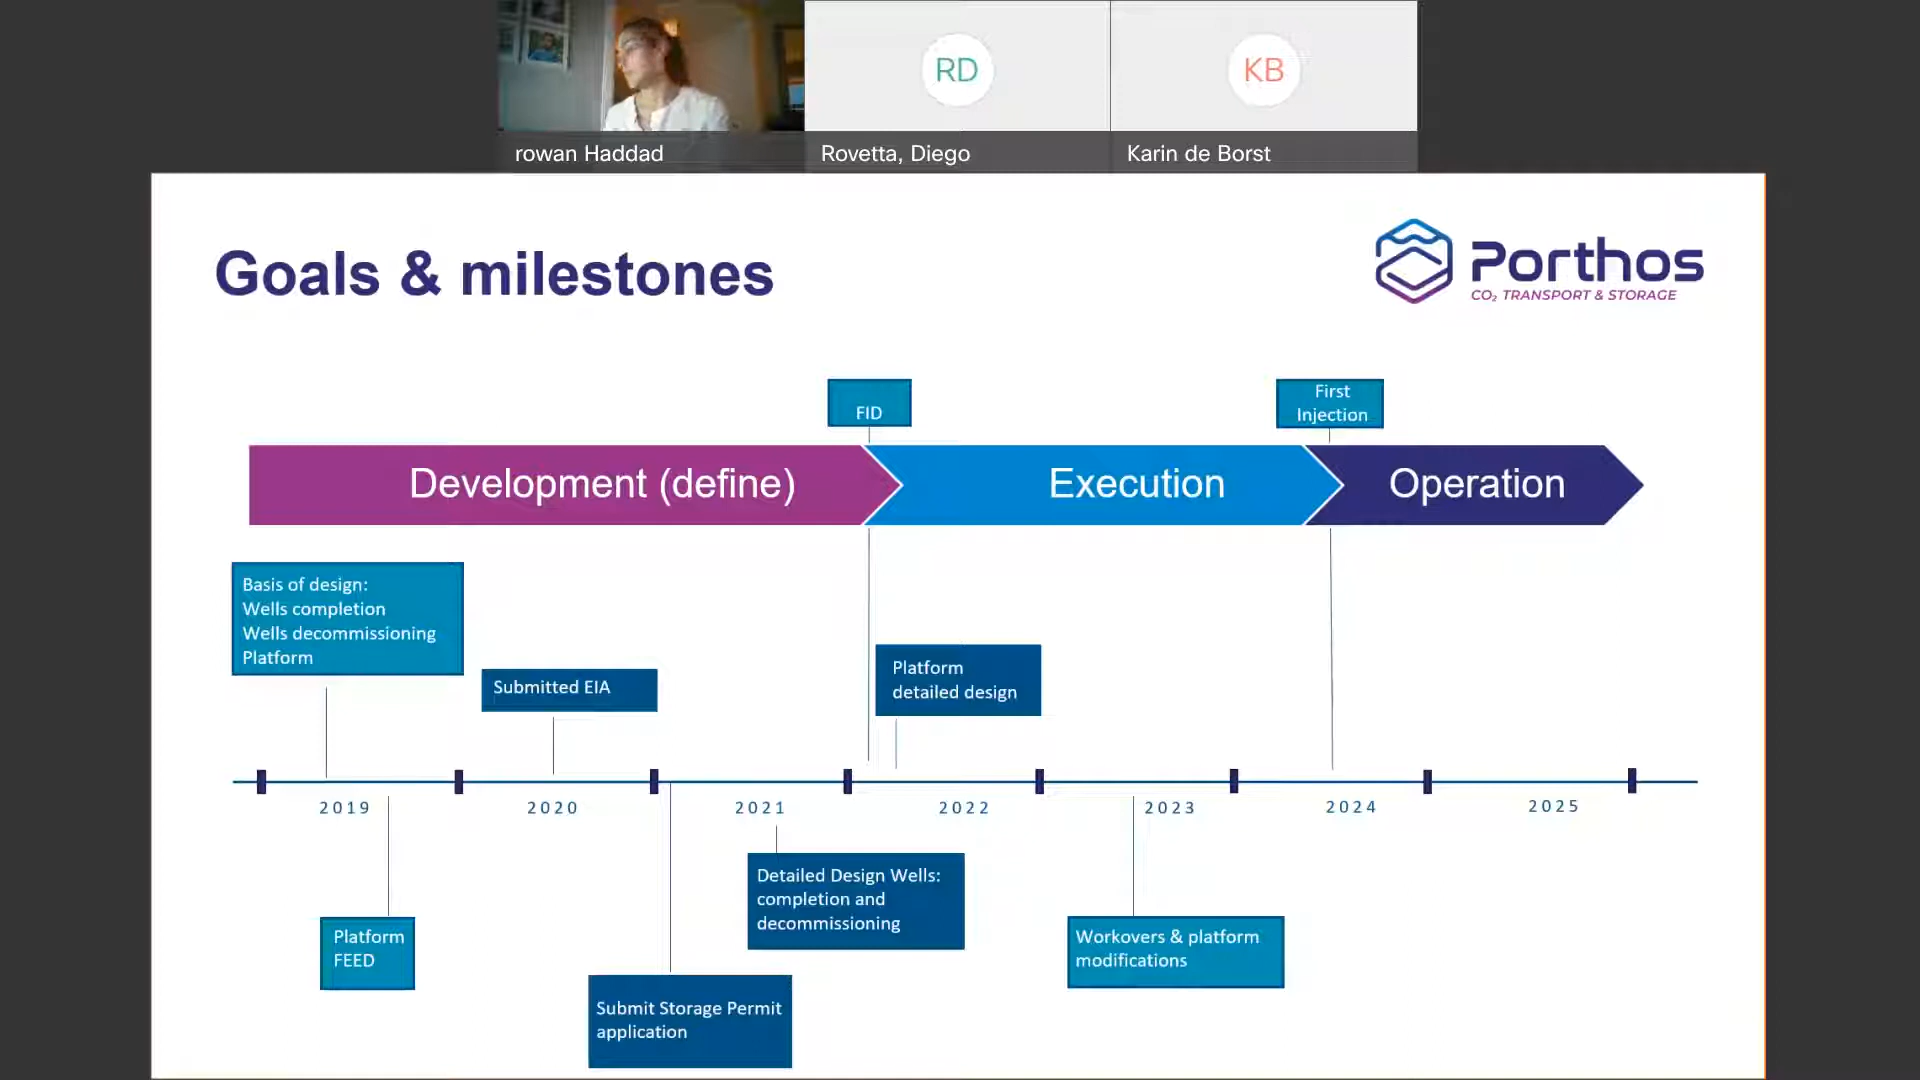 RD
KB
rowan Haddad
Rovetta, Diego
Karin de Borst
Goals & milestones
Porthos
CO₂ TRANSPORT & STORAGE
FID
First
Injection
Development (define)
Execution
Operation
Basis of design:
Wells completion
Wells decommissioning
Platform
Submitted EIA
Platform
detailed design
2019
2020
2021
2022
2023
2024
2025
Platform
FEED
Submit Storage Permit
application
Detailed Design Wells:
completion and
decommissioning
Workovers & platform
modifications